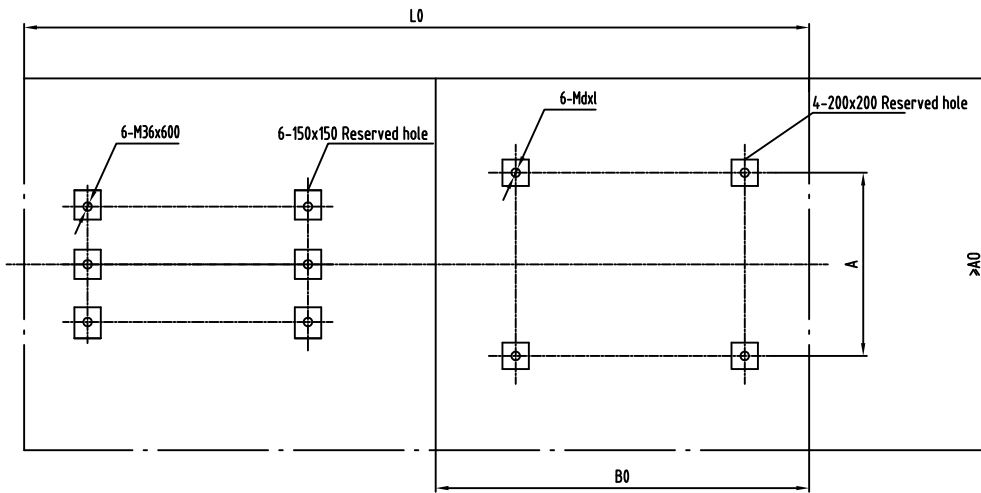 L0
6-M36x600
6-150x150 Reserved hole
6-Mdxl
4-200x200 Reserved hole
A
≥A0
B0